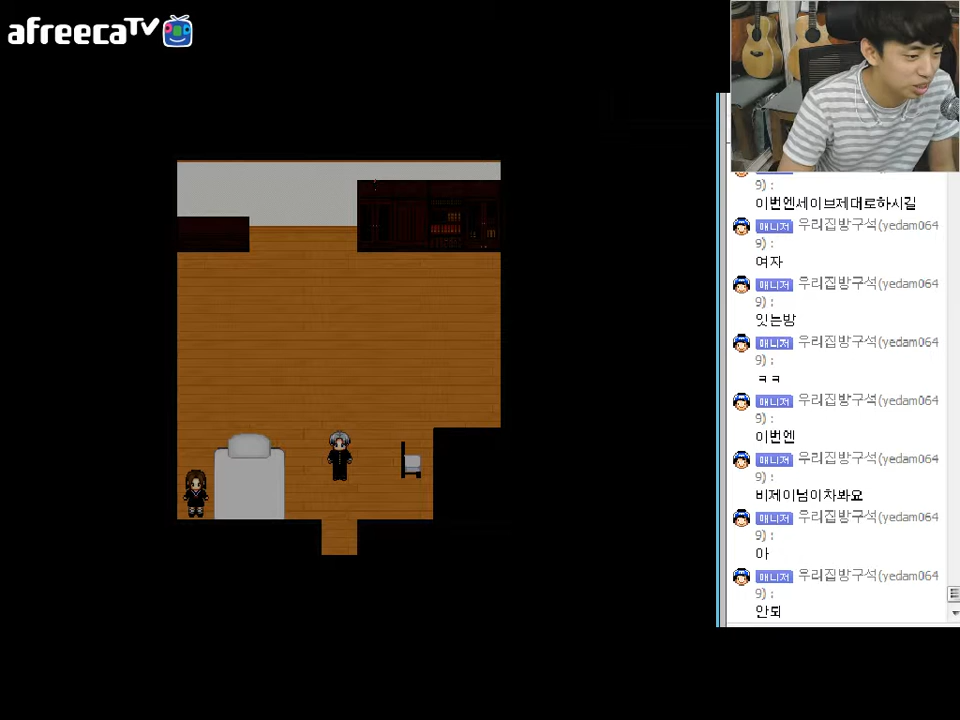 afreecaTV
9) :
이번엔세이브제대로하시길
매니저 우리집방구석(yedam064
9) :
여자
매니저 우리집방구석(yedam064
9) :
잇는방
매니저 우리집방구석(yedam064
9) :
ㅋㅋ
매니저 우리집방구석(yedam064
9) :
이번엔
매니저 우리집방구석(yedam064
9) :
비제이넘이차봐요
매니저 우리집방구석(yedam064
9) :
아
매니저 우리집방구석(yedam064
9) :
안퇴